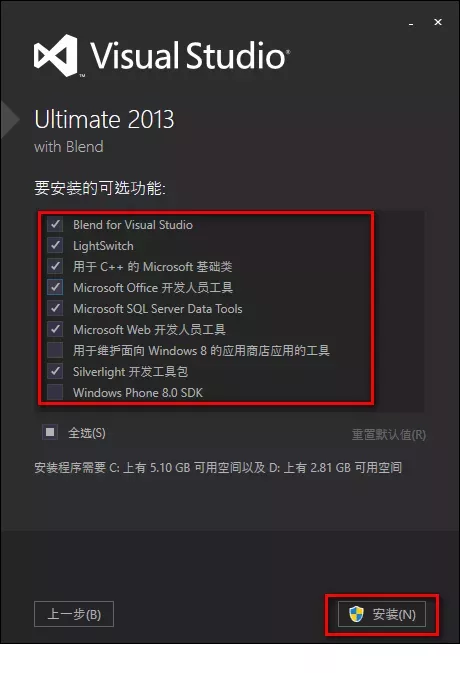 Visual Studio
Ultimate 2013
with Blend
要安装的可选功能:
Blend for Visual Studio
LightSwitch
用于 C++ 的 Microsoft 基础类
Microsoft Office 开发人员工具
Microsoft SQL Server Data Tools
Microsoft Web 开发人员工具
用于维护面向 Windows 8 的应用商店应用的工具
Silverlight 开发工具包
Windows Phone 8.0 SDK
全选(S)
重置默认值(R)
安装程序需要 C: 上有 5.10 GB 可用空间以及 D: 上有 2.81 GB 可用空间
上一步(B)
安装(N)